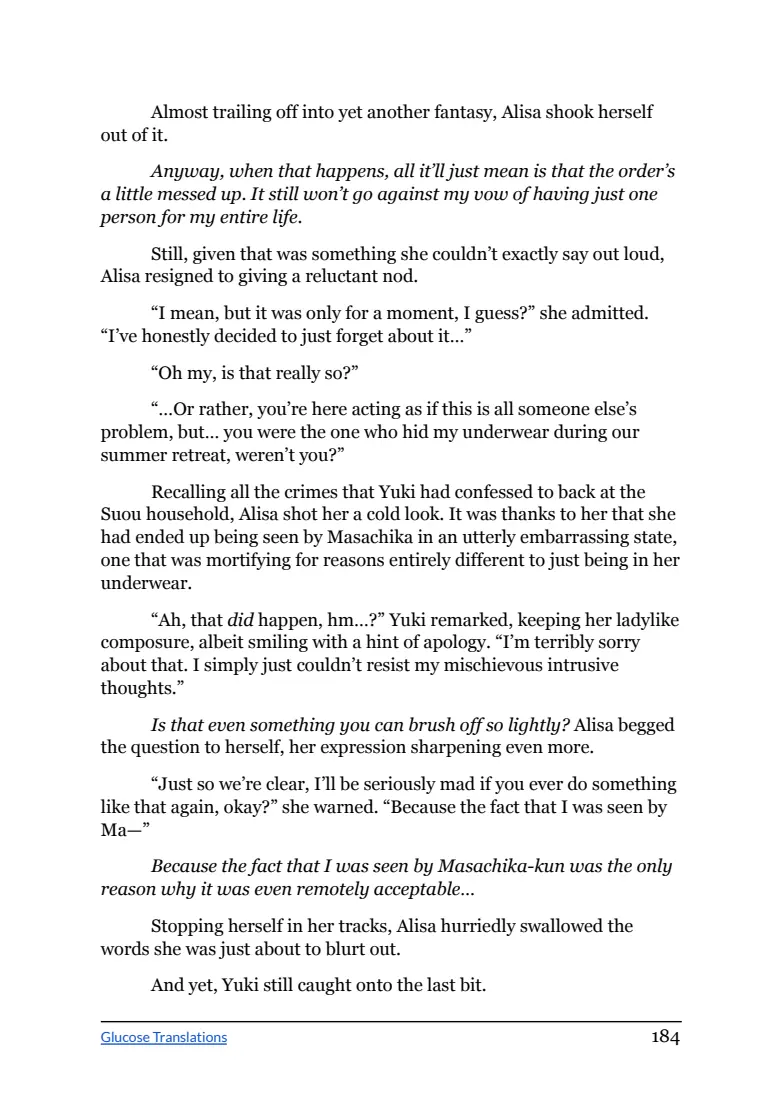 Almost trailing off into yet another fantasy, Alisa shook herself
out of it.
Anyway, when that happens, all it’ll just mean is that the order’s
a little messed up. It still won’t go against my vow of having just one
person for my entire life.
Still, given that was something she couldn’t exactly say out loud,
Alisa resigned to giving a reluctant nod.
“I mean, but it was only for a moment, I guess?” she admitted.
“I’ve honestly decided to just forget about it…”
“Oh my, is that really so?”
“…Or rather, you’re here acting as if this is all someone else’s
problem, but… you were the one who hid my underwear during our
summer retreat, weren’t you?”
Recalling all the crimes that Yuki had confessed to back at the
Suou household, Alisa shot her a cold look. It was thanks to her that she
had ended up being seen by Masachika in an utterly embarrassing state,
one that was mortifying for reasons entirely different to just being in her
underwear.
“Ah, that did happen, hm…?” Yuki remarked, keeping her ladylike
composure, albeit smiling with a hint of apology. “I’m terribly sorry
about that. I simply just couldn’t resist my mischievous intrusive
thoughts.”
Is that even something you can brush off so lightly? Alisa begged
the question to herself, her expression sharpening even more.
“Just so we’re clear, I’ll be seriously mad if you ever do something
like that again, okay?” she warned. “Because the fact that I was seen by
Ma—”
Because the fact that I was seen by Masachika-kun was the only
reason why it was even remotely acceptable…
Stopping herself in her tracks, Alisa hurriedly swallowed the
words she was just about to blurt out.
And yet, Yuki still caught onto the last bit.
Glucose Translations 184